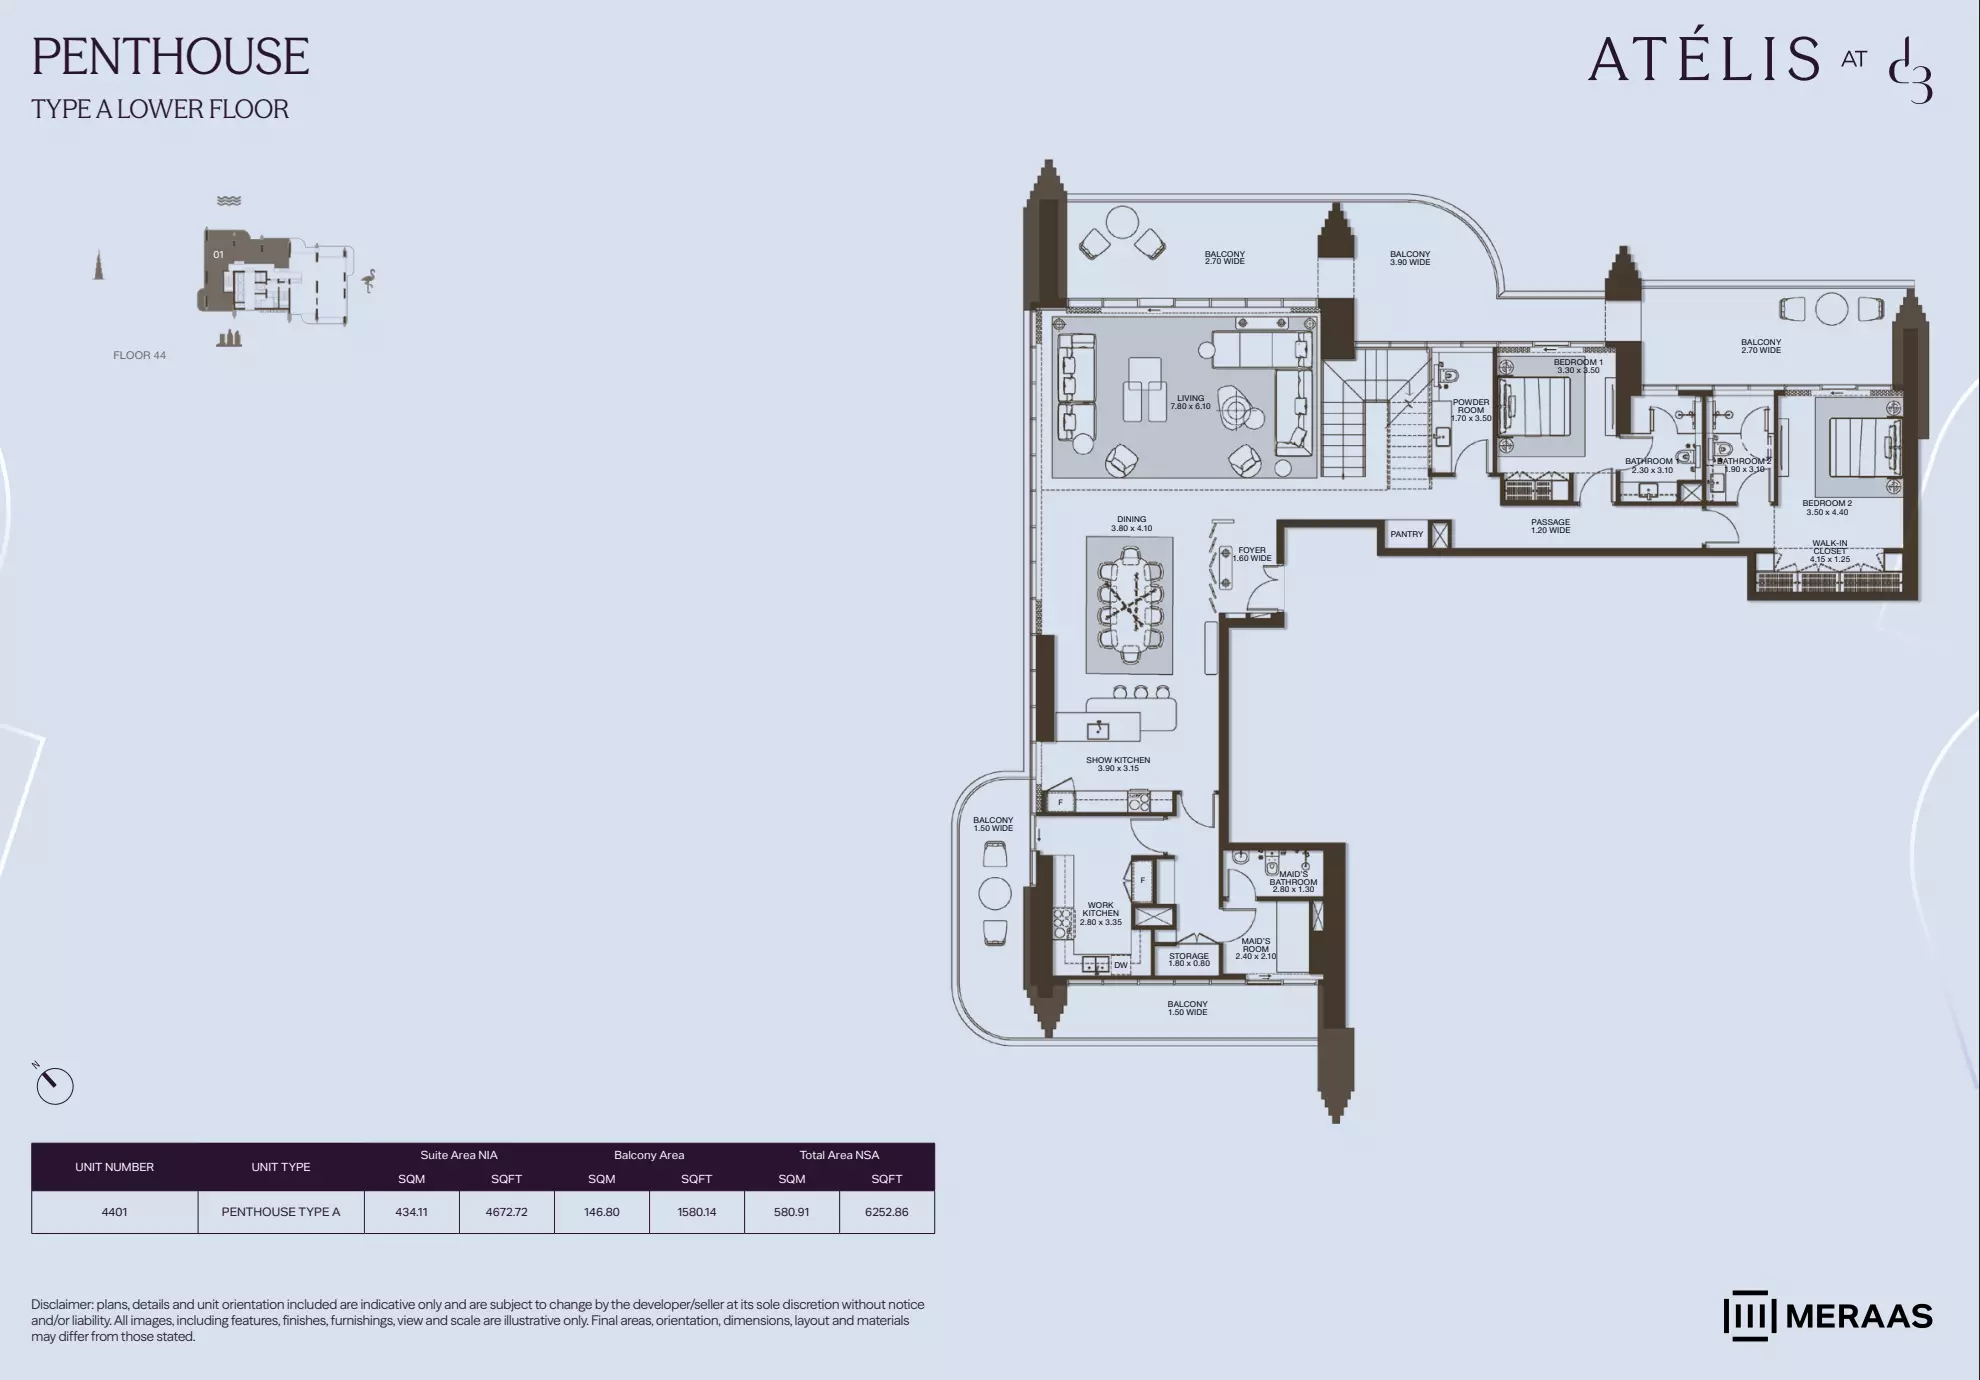 PENTHOUSE
TYPE A LOWER FLOOR
ATÉLIS AT d3
01
FLOOR 44
BALCONY
2.70 WIDE
BALCONY
3.90 WIDE
BALCONY
2.70 WIDE
LIVING
7.80 x 6.10
POWDER
ROOM
1.70 x 3.50
BEDROOM 1
3.30 x 3.50
BATHROOM 1
2.30 x 3.10
BATHROOM 2
1.90 x 3.10
BEDROOM 2
3.50 x 4.40
DINING
3.80 x 4.10
FOYER
1.60 WIDE
PANTRY
PASSAGE
1.20 WIDE
WALK-IN
CLOSET
4.15 x 1.25
SHOW KITCHEN
3.90 x 3.15
F
BALCONY
1.50 WIDE
F
MAID'S
BATHROOM
2.80 x 1.30
WORK
KITCHEN
2.80 x 3.35
MAID'S
ROOM
2.40 x 2.10
STORAGE
1.80 x 0.80
DW
BALCONY
1.50 WIDE
N
UNIT NUMBER UNIT TYPE Suite Area NIA Balcony Area Total Area NSA
SQM SQFT SQM SQFT SQM SQFT
4401 PENTHOUSE TYPE A 434.11 4672.72 146.80 1580.14 580.91 6252.86
Disclaimer: plans, details and unit orientation included are indicative only and are subject to change by the developer/seller at its sole discretion without notice
and/or liability. All images, including features, finishes, furnishings, view and scale are illustrative only. Final areas, orientation, dimensions, layout and materials
may differ from those stated.
MERAAS